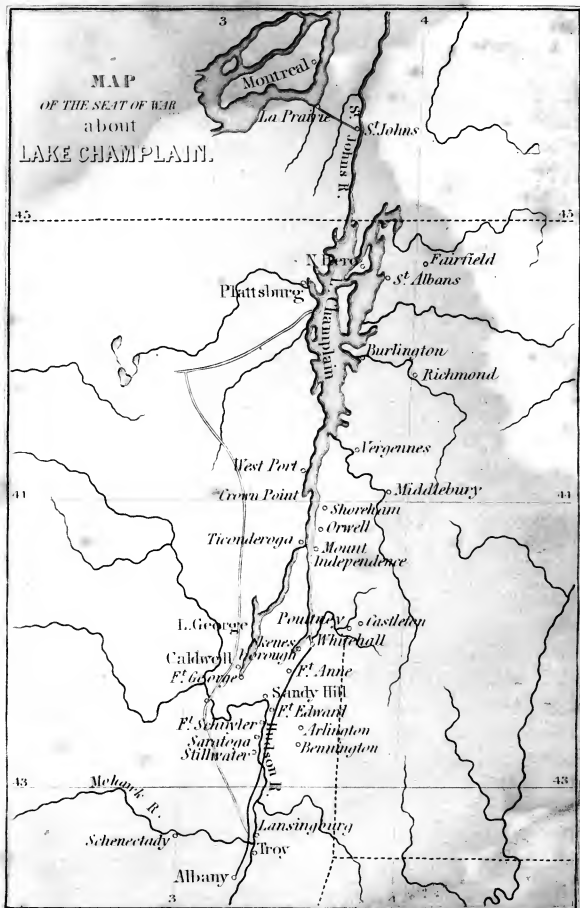 3 4
MAP
OF THE SEAT OF WAR
about
LAKE CHAMPLAIN.
Montreal
La Prairie
St. Johns
St. Johns R.
45 45
N. Hero
Fairfield
St. Albans
Plattsburg
L. Champlain
Burlington
Richmond
Vergennes
West Port
Middlebury
Crown Point
44 44
Shoreham
Orwell
Ticonderoga
Mount
Independence
L. George
Poultney
Castleton
Skenes
borough
Whitehall
Caldwell
Ft. George
Ft. Anne
Sandy Hill
Ft. Edward
Ft. Schuyler
Arlington
Saratoga
Bennington
Stillwater
Hudson R.
43 43
Mohawk R.
Schenectady
Lansingburg
Troy
Albany
3 4